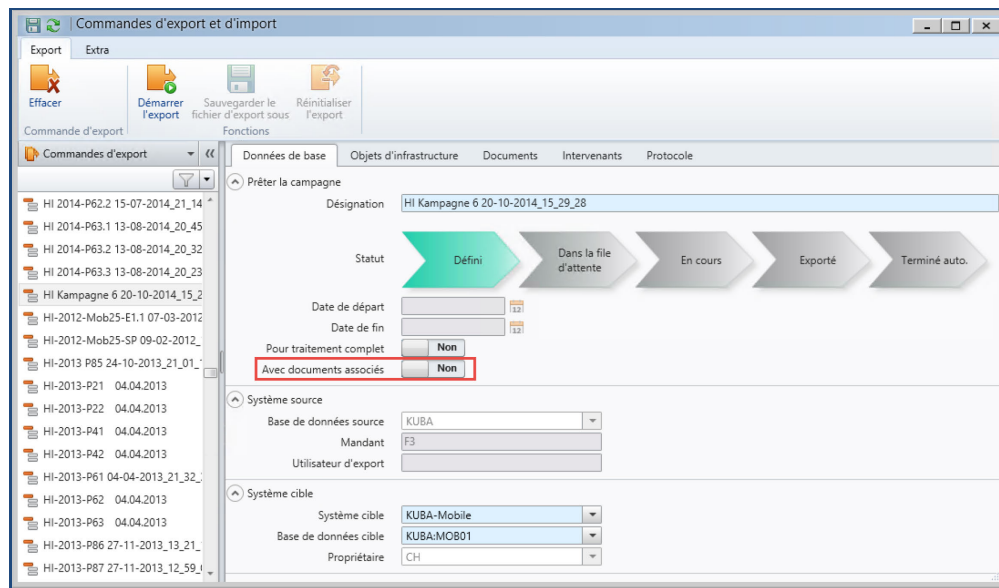 Commandes d'export et d'import
Export Extra
Effacer
Démarrer l'export
Sauvegarder le fichier d'export sous
Réinitialiser l'export
Commande d'export Fonctions
Commandes d'export
Données de base Objets d'infrastructure Documents Intervenants Protocole
HI 2014-P62.2 15-07-2014_21_14
HI 2014-P63.1 13-08-2014_20_45
HI 2014-P63.2 13-08-2014_20_32
HI 2014-P63.3 13-08-2014_20_23
HI Kampagne 6 20-10-2014_15_2
HI-2012-Mob25-E1.1 07-03-2012
HI-2012-Mob25-SP 09-02-2012_
HI-2013 P85 24-10-2013_21_01_
HI-2013-P21 04.04.2013
HI-2013-P22 04.04.2013
HI-2013-P41 04.04.2013
HI-2013-P42 04.04.2013
HI-2013-P61 04-04-2013_21_32_
HI-2013-P62 04.04.2013
HI-2013-P63 04.04.2013
HI-2013-P86 27-11-2013_13_21_
HI-2013-P87 27-11-2013_12_59_
Prêter la campagne
Désignation HI Kampagne 6 20-10-2014_15_29_28
Statut Défini Dans la file d'attente En cours Exporté Terminé auto.
Date de départ 12
Date de fin 12
Pour traitement complet Non
Avec documents associés Non
Système source
Base de données source KUBA
Mandant F3
Utilisateur d'export
Système cible
Système cible KUBA-Mobile
Base de données cible KUBA:MOB01
Propriétaire CH